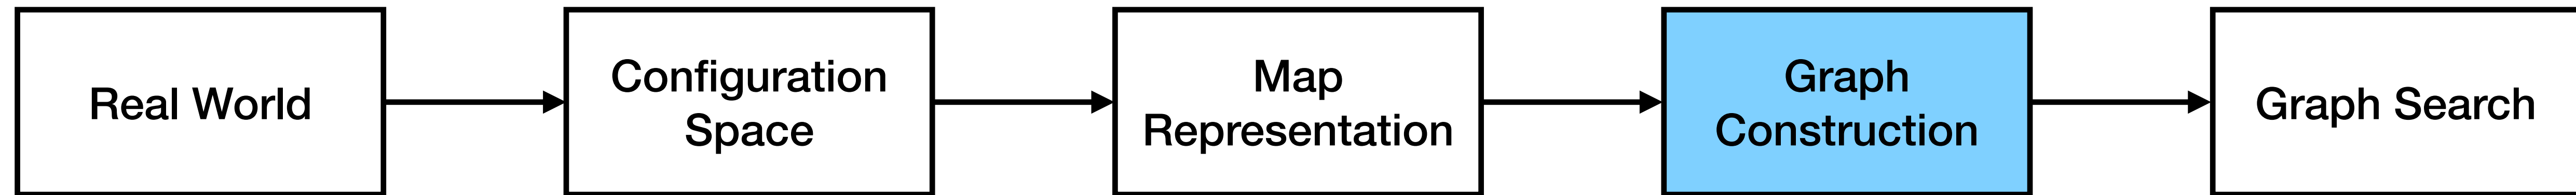 Real World
Configuration
Space
Map
Representation
Graph
Construction
Graph Search